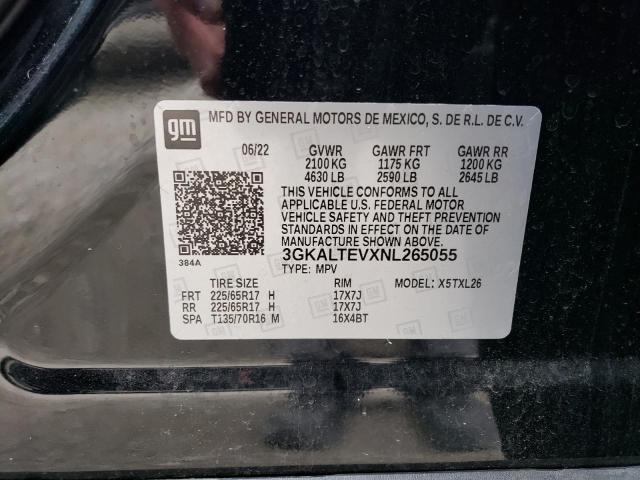 gm
MFD BY GENERAL MOTORS DE MEXICO, S. DE R.L. DE C.V.
06/22 GVWR GAWR FRT GAWR RR
2100 KG 1175 KG 1200 KG
4630 LB 2590 LB 2645 LB
THIS VEHICLE CONFORMS TO ALL
APPLICABLE U.S. FEDERAL MOTOR
VEHICLE SAFETY AND THEFT PREVENTION
STANDARDS IN EFFECT ON THE DATE OF
MANUFACTURE SHOWN ABOVE.
384A
3GKALTEVXNL265055
TYPE: MPV MODEL: X5TXL26
TIRE SIZE RIM
FRT 225/65R17 H 17X7J
RR 225/65R17 H 17X7J
SPA T135/70R16 M 16X4BT